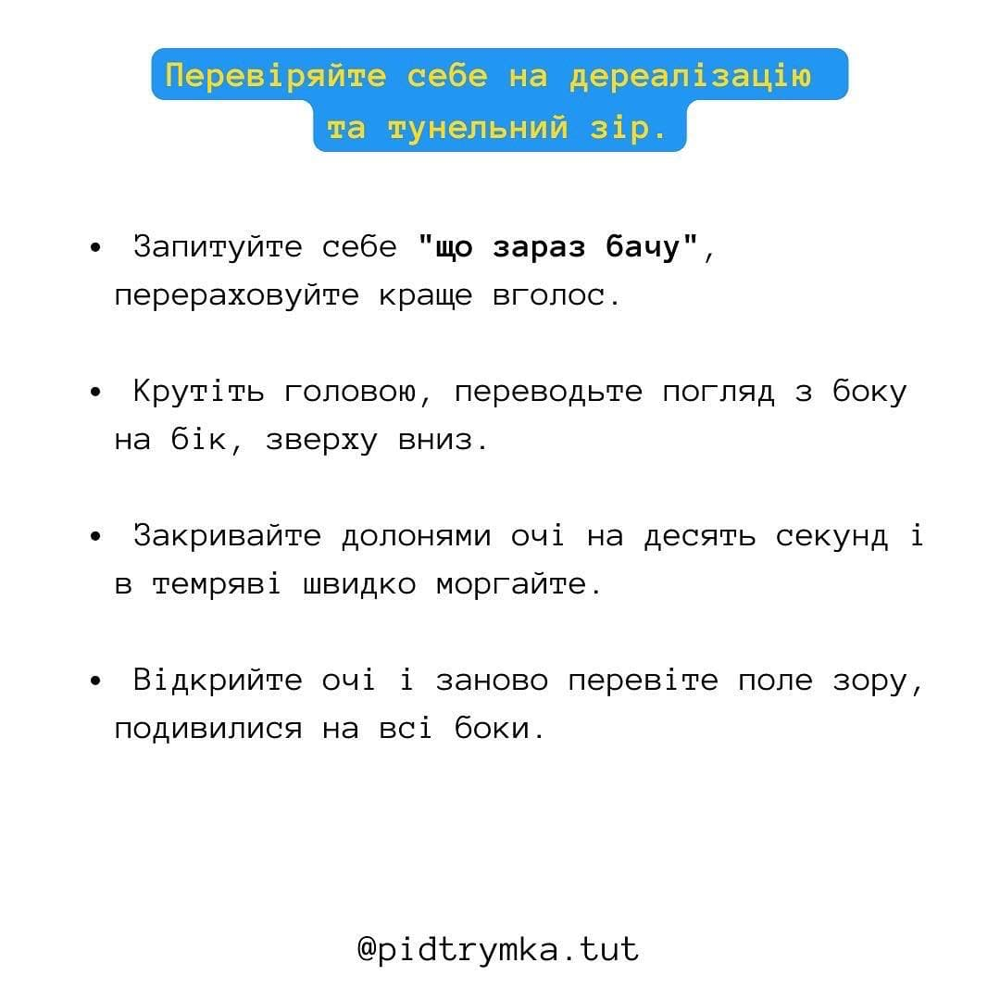 Перевіряйте себе на дереалізацію
та тунельний зір.
• Запитуйте себе "що зараз бачу",
перераховуйте краще вголос.
• Крутіть головою, переводьте погляд з боку
на бік, зверху вниз.
• Закривайте долонями очі на десять секунд і
в темряві швидко моргайте.
• Відкрийте очі і заново перевіте поле зору,
подивилися на всі боки.
@pidtrymka.tut